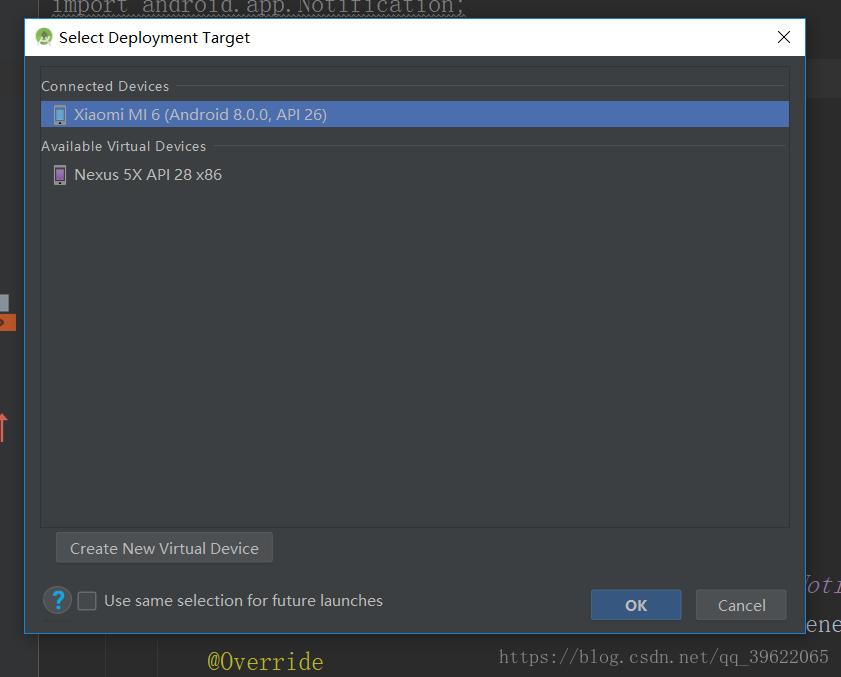 import android.app.Notification;
Select Deployment Target
Connected Devices
Xiaomi MI 6 (Android 8.0.0, API 26)
Available Virtual Devices
Nexus 5X API 28 x86
Create New Virtual Device
? Use same selection for future launches
OK Cancel
@Override
https://blog.csdn.net/qq_39622065